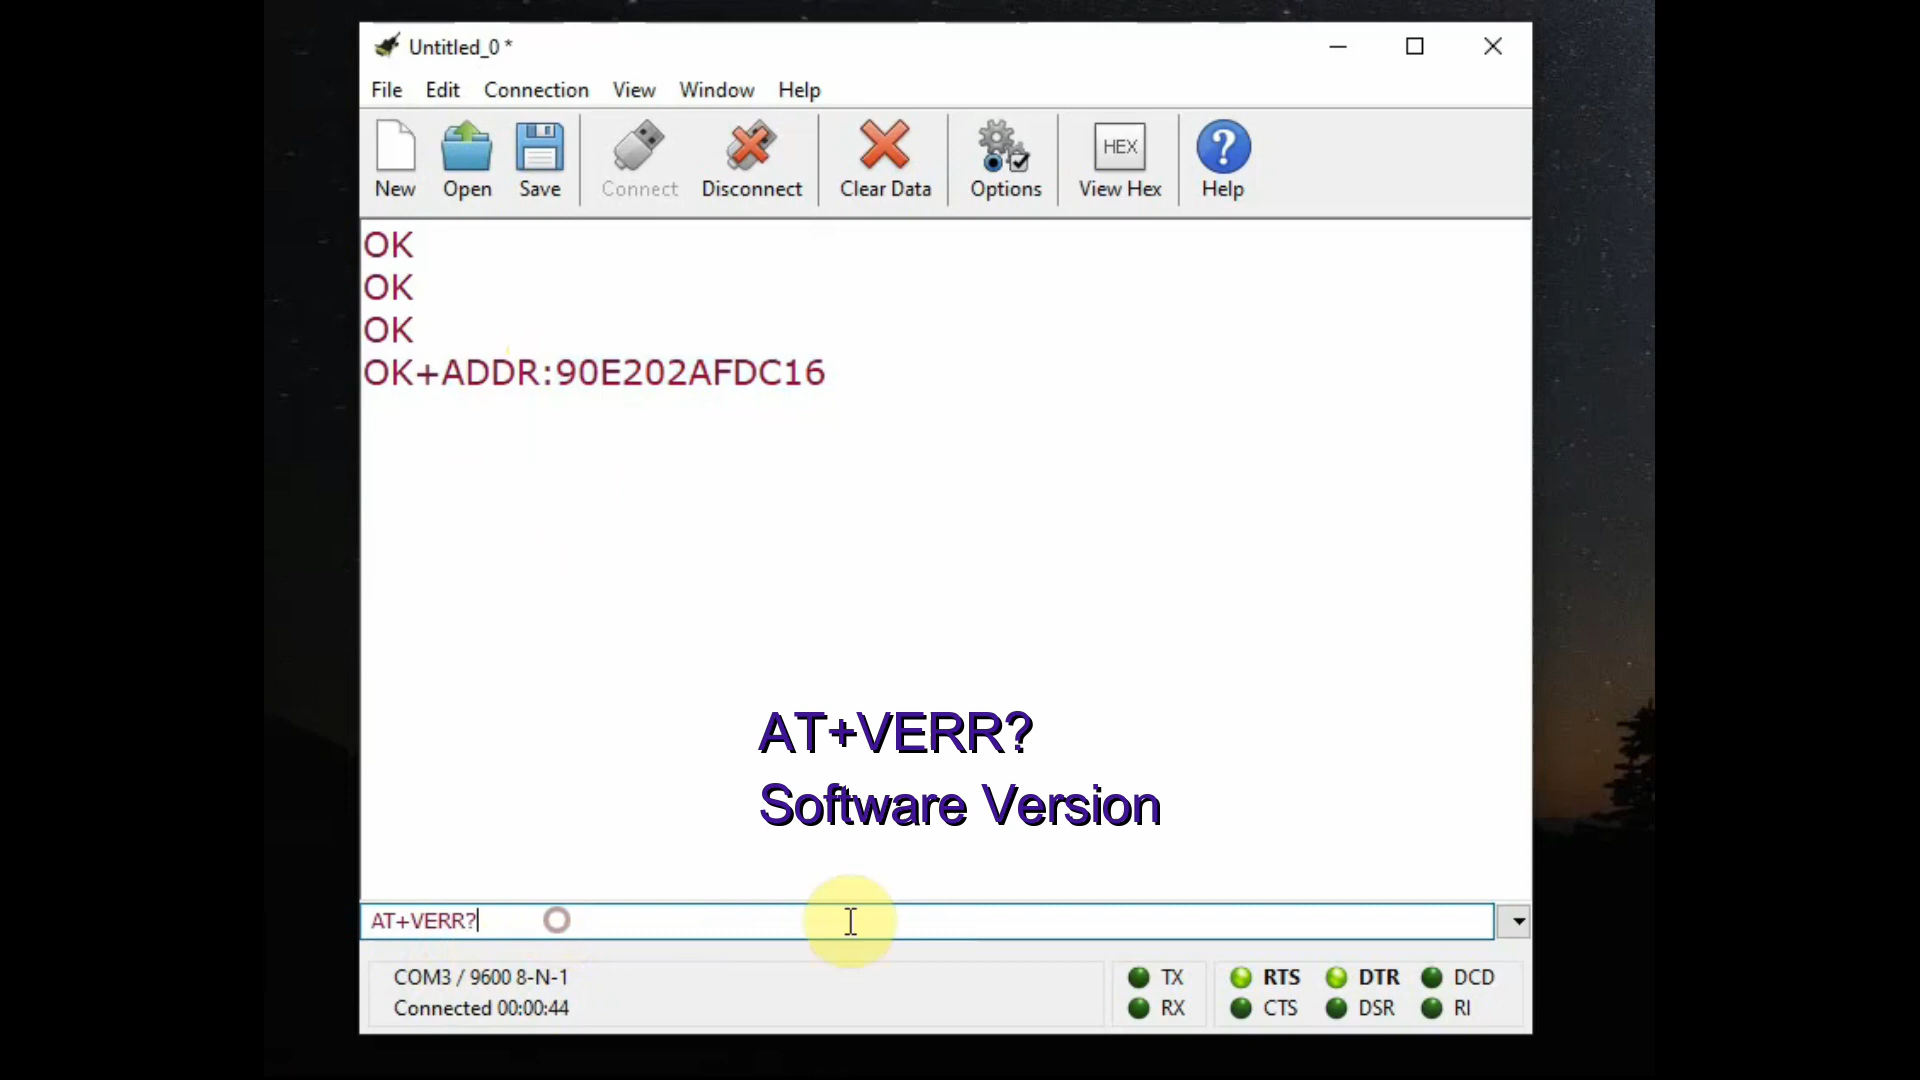 Untitled_0 *
File Edit Connection View Window Help
New Open Save Connect Disconnect Clear Data Options HEX View Hex ? Help
OK
OK
OK
OK+ADDR:90E202AFDC16
AT+VERR?
Software Version
AT+VERR?
COM3 / 9600 8-N-1
Connected 00:00:44
TX RTS DTR DCD
RX CTS DSR RI